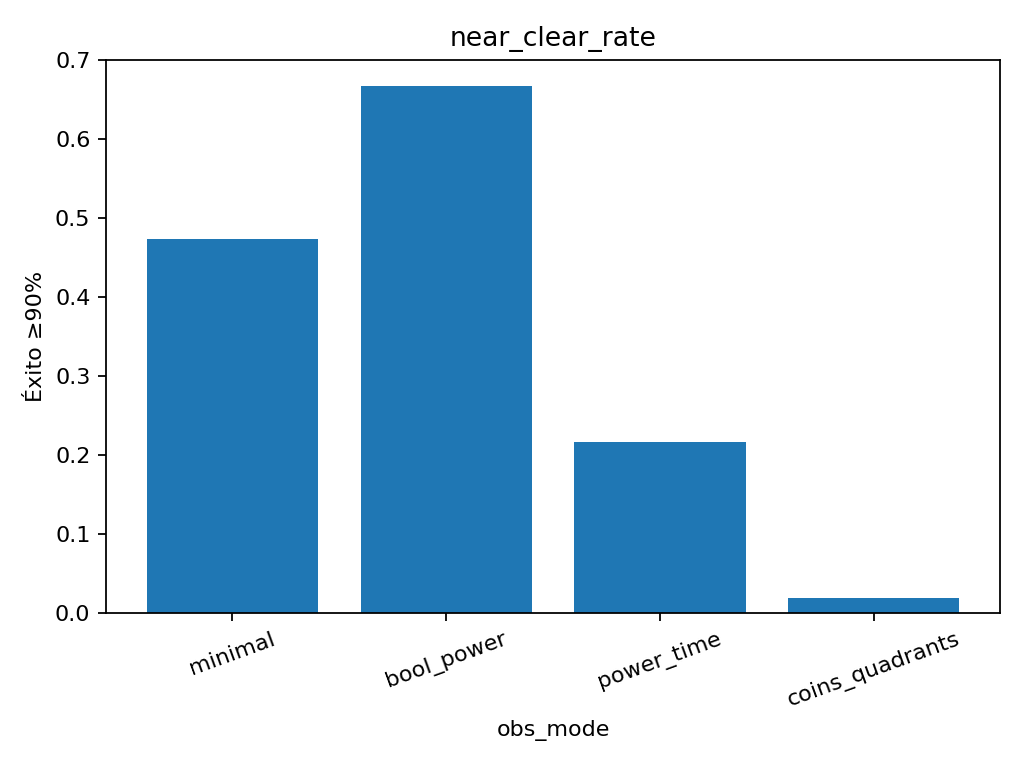 near_clear_rate
Éxito ≥90%
0.7
0.6
0.5
0.4
0.3
0.2
0.1
0.0
minimal
bool_power
power_time
coins_quadrants
obs_mode